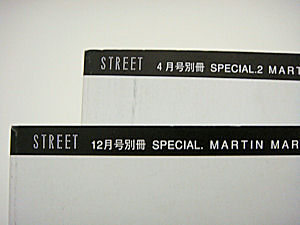 STREET 4月号別冊 SPECIAL.2 MART
STREET 12月号別冊 SPECIAL. MARTIN MAR